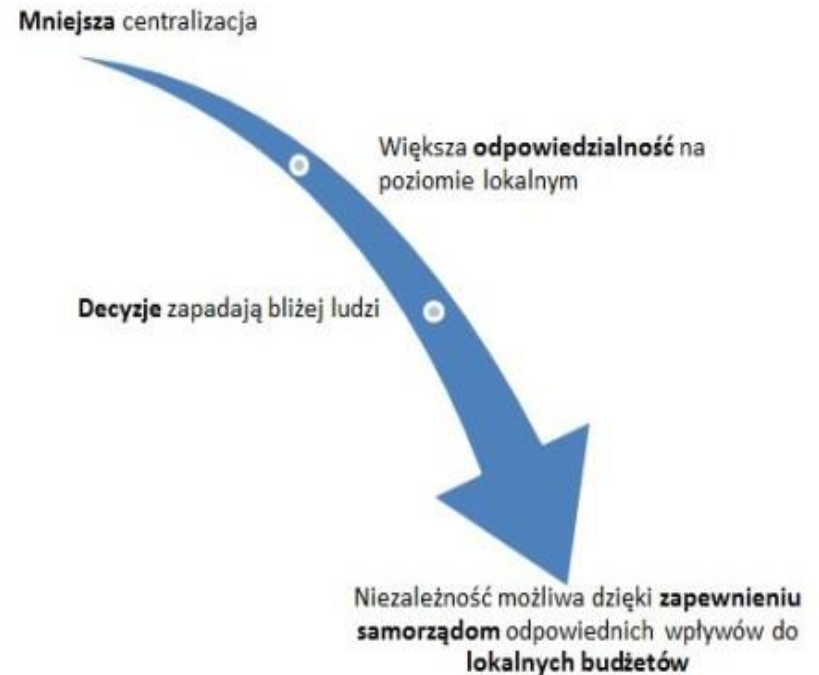 Mniejsza centralizacja
Większa odpowiedzialność na
poziomie lokalnym
Decyzje zapadają bliżej ludzi
Niezależność możliwa dzięki zapewnieniu
samorządom odpowiednich wpływów do
lokalnych budżetów